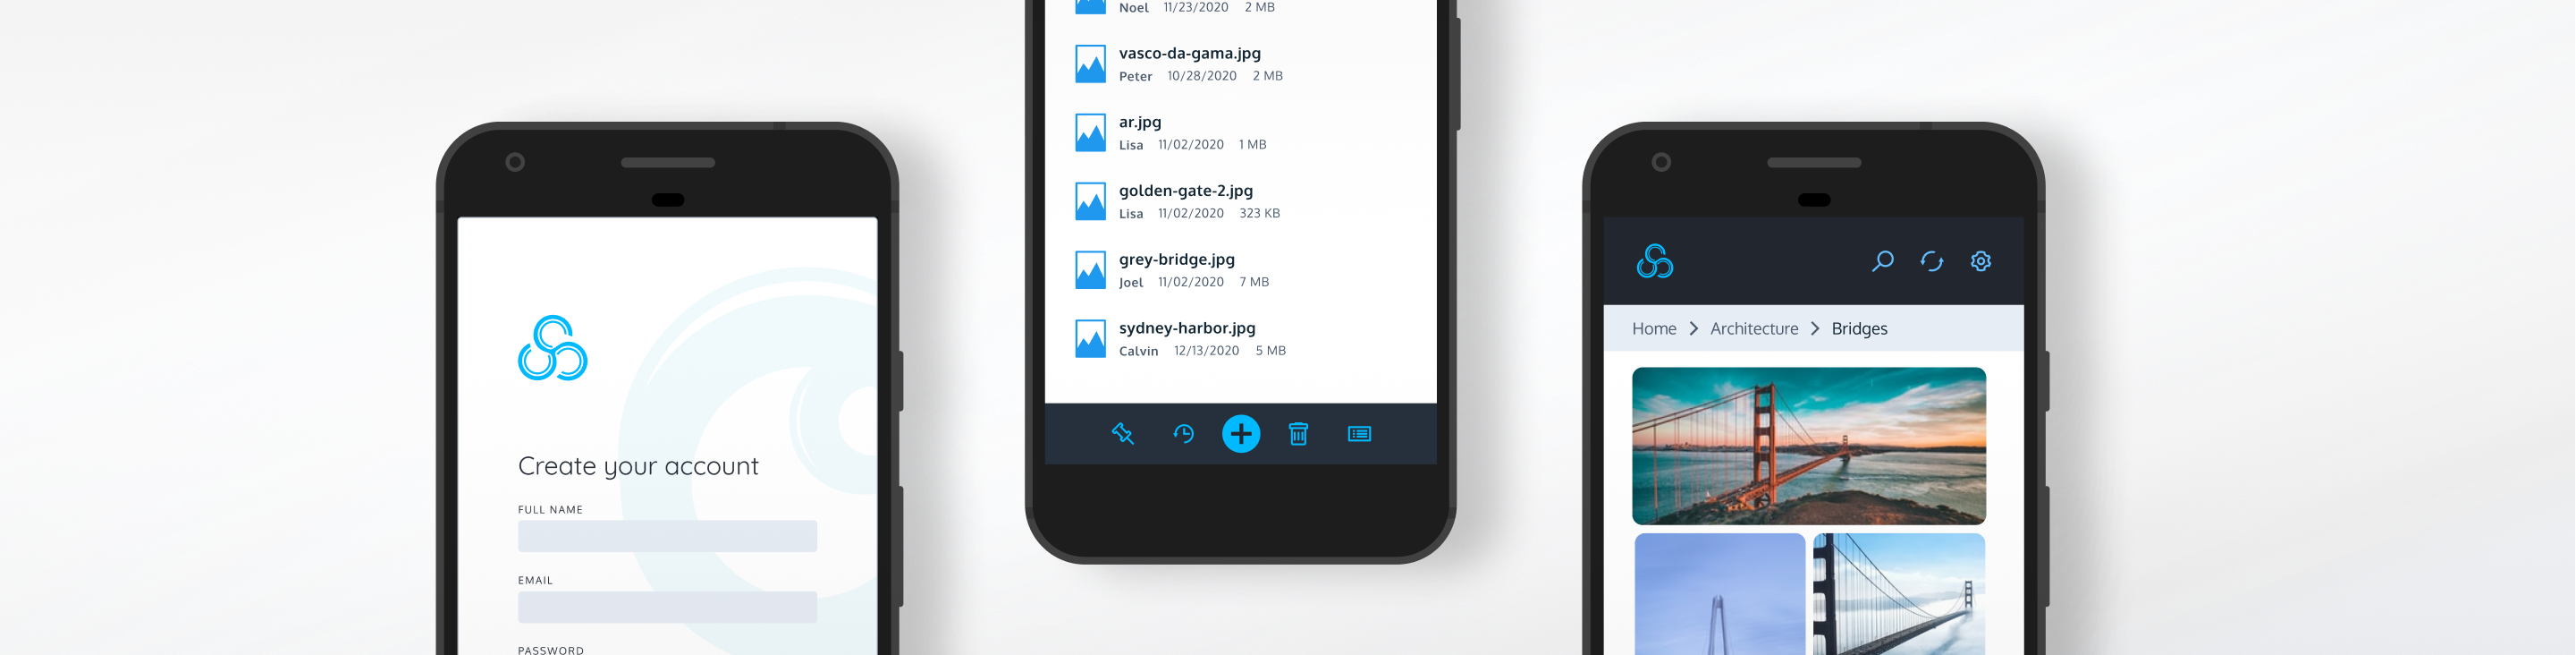 Create your account
FULL NAME
EMAIL
PASSWORD
Noel 11/23/2020 2 MB
vasco-da-gama.jpg
Peter 10/28/2020 2 MB
ar.jpg
Lisa 11/02/2020 1 MB
golden-gate-2.jpg
Lisa 11/02/2020 323 KB
grey-bridge.jpg
Joel 11/02/2020 7 MB
sydney-harbor.jpg
Calvin 12/13/2020 5 MB
Home > Architecture > Bridges